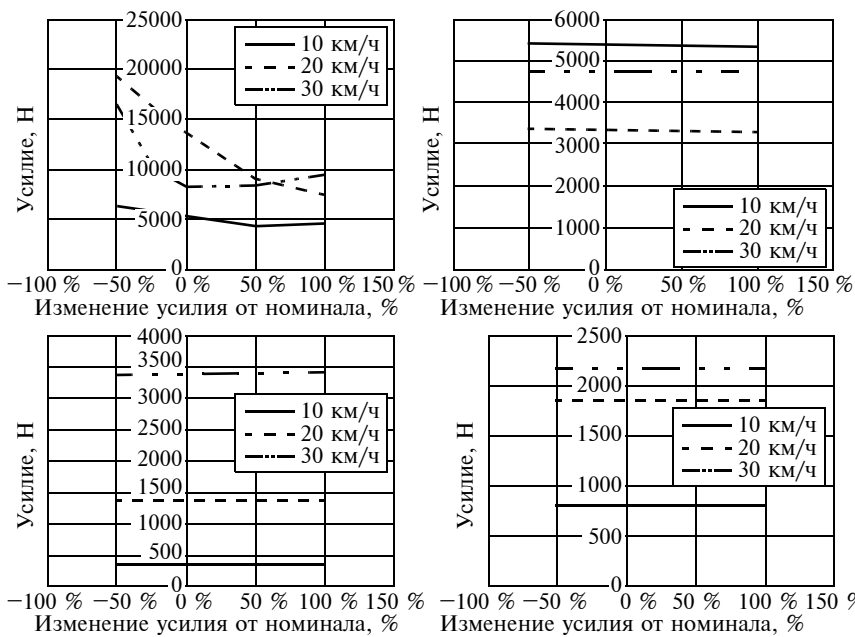 25000
20000
15000
10000
5000
0
10 км/ч
20 км/ч
30 км/ч
Усилие, Н
−100 % −50 % 0 % 50 % 100 % 150 %
Изменение усилия от номинала, %
6000
5000
4000
3000
2000
1000
0
10 км/ч
20 км/ч
30 км/ч
Усилие, Н
−100 % −50 % 0 % 50 % 100 % 150 %
Изменение усилия от номинала, %
4000
3500
3000
2500
2000
1500
1000
500
0
10 км/ч
20 км/ч
30 км/ч
Усилие, Н
−100 % −50 % 0 % 50 % 100 % 150 %
Изменение усилия от номинала, %
2500
2000
1500
1000
500
0
10 км/ч
20 км/ч
30 км/ч
Усилие, Н
−100 % −50 % 0 % 50 % 100 % 150 %
Изменение усилия от номинала, %